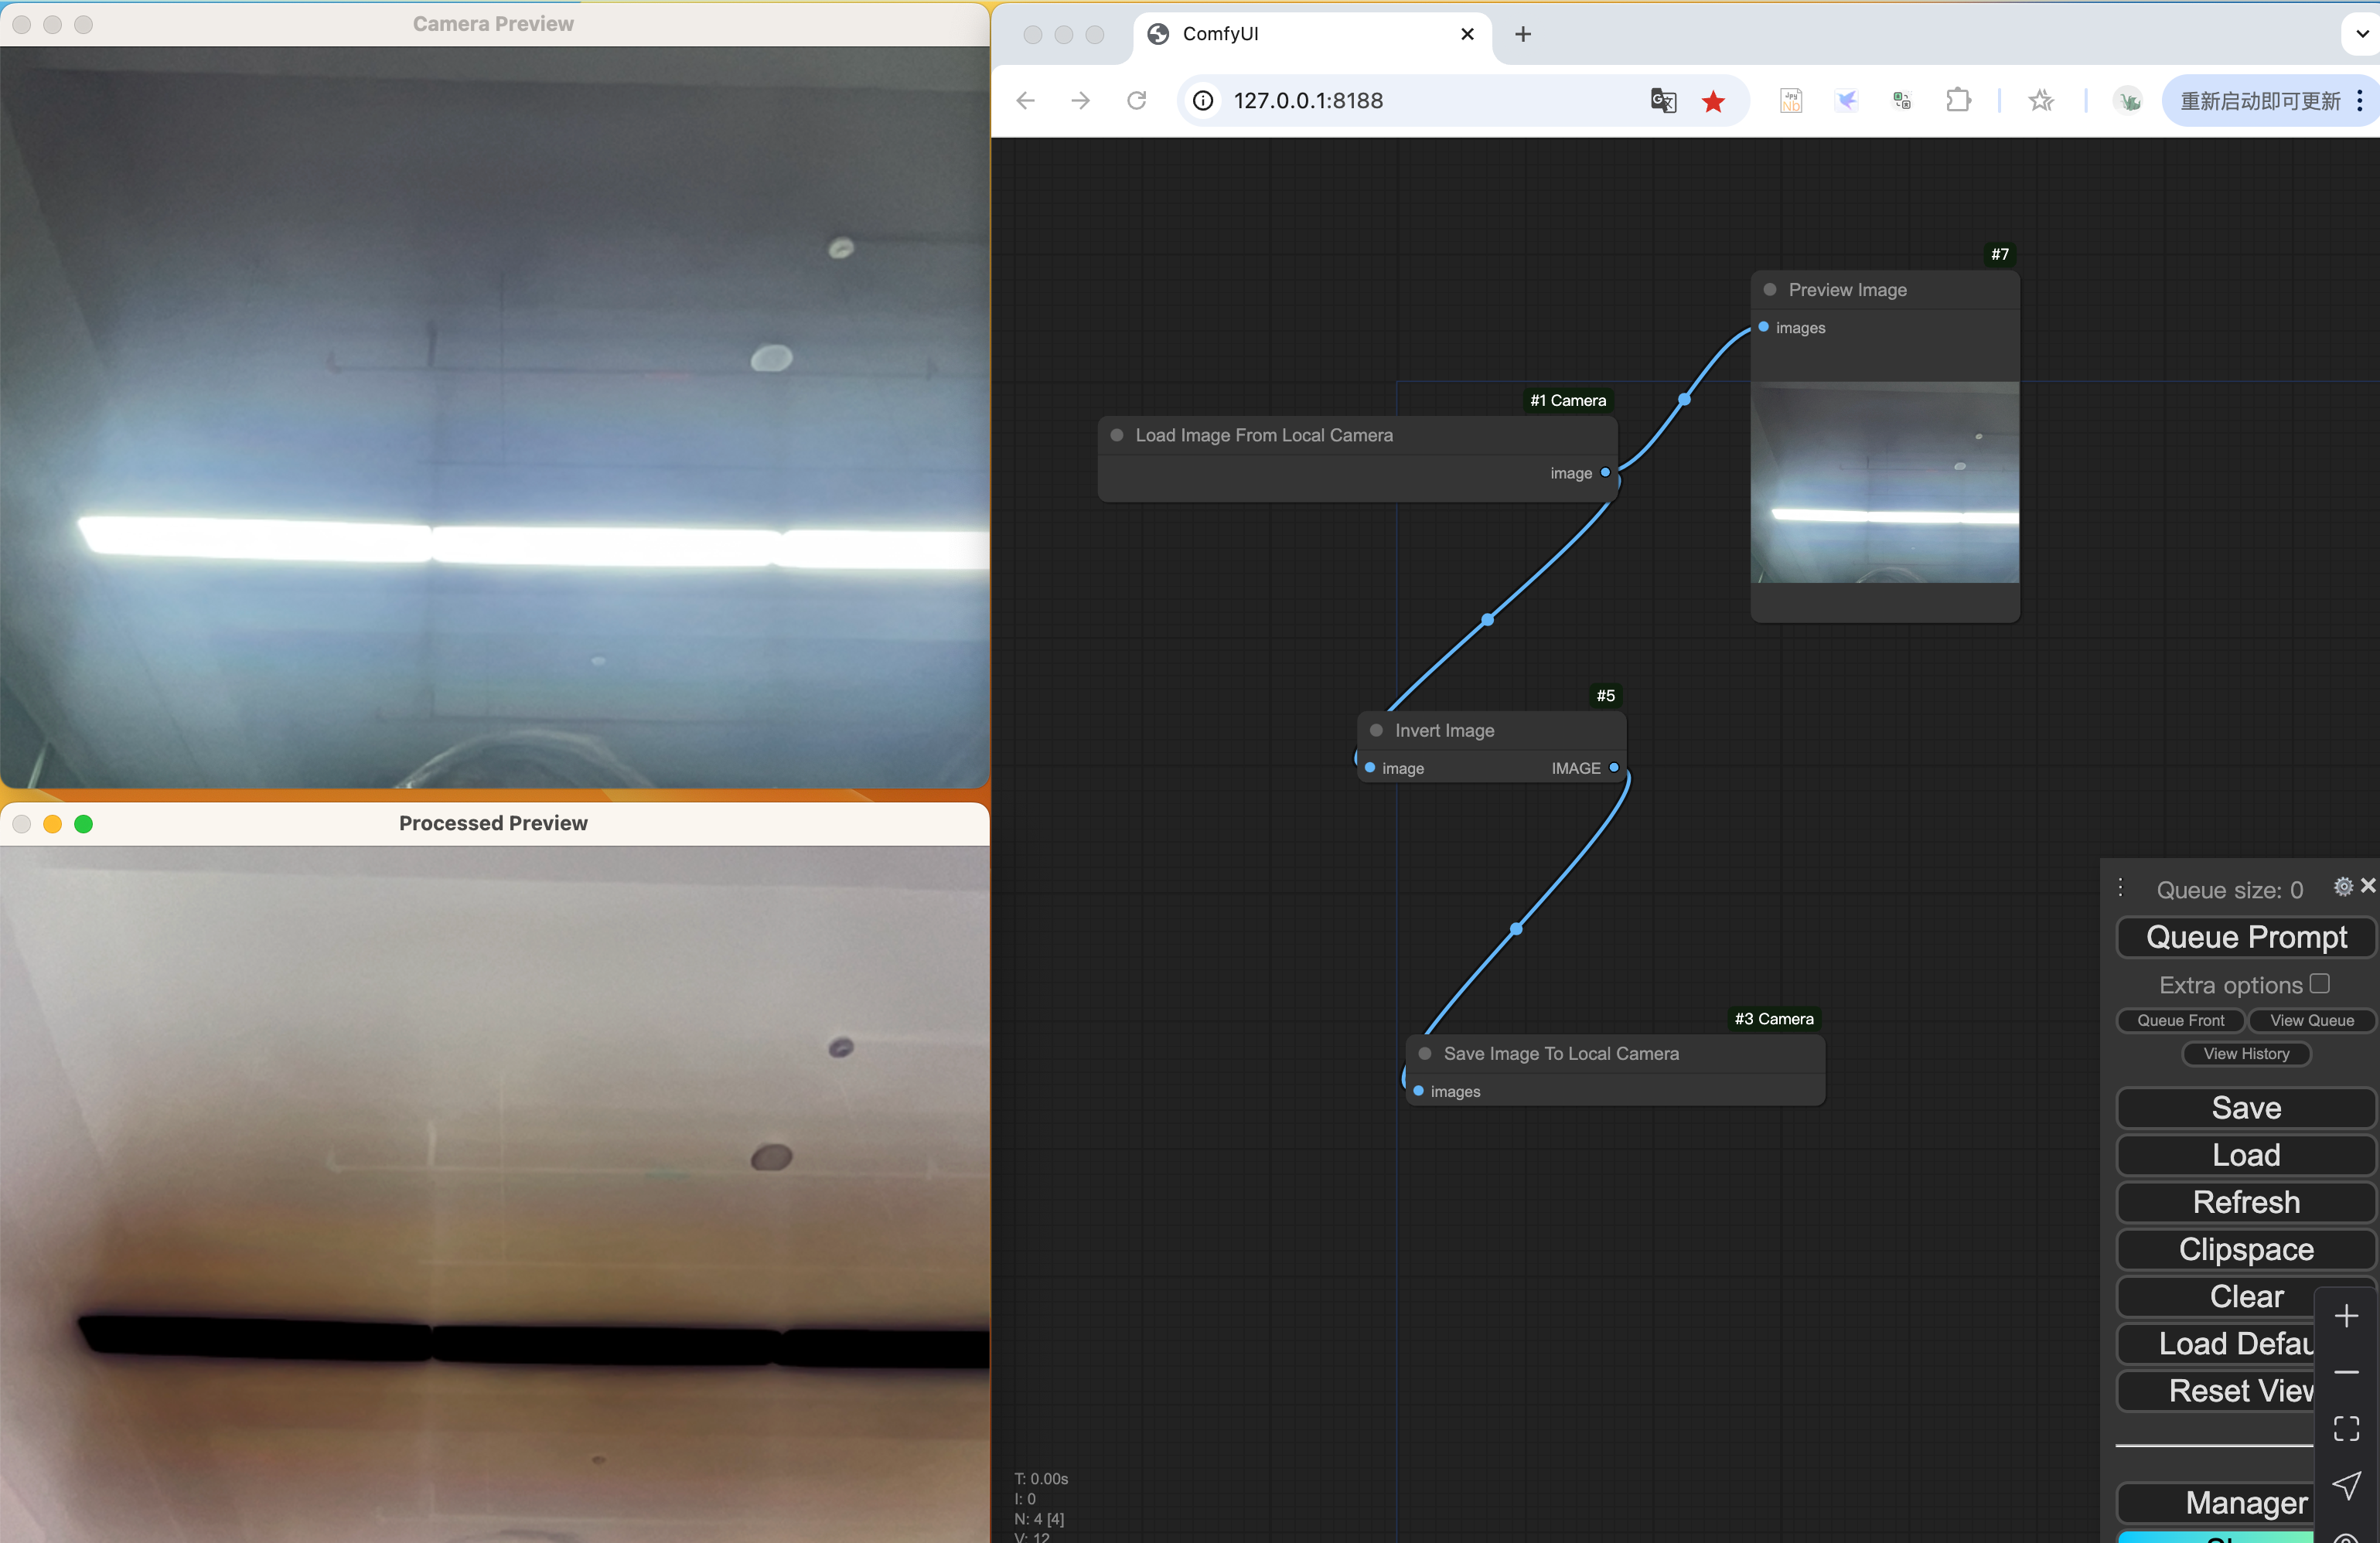 Camera Preview
Processed Preview
ComfyUI
127.0.0.1:8188
重新启动即可更新
#7
Preview Image
images
#1 Camera
Load Image From Local Camera
image
#5
Invert Image
image IMAGE
#3 Camera
Save Image To Local Camera
images
Queue size: 0
Queue Prompt
Extra options
Queue Front View Queue
View History
Save
Load
Refresh
Clipspace
Clear
Load Defau
Reset View
Manager
T: 0.00s
I: 0
N: 4 [4]
V: 12